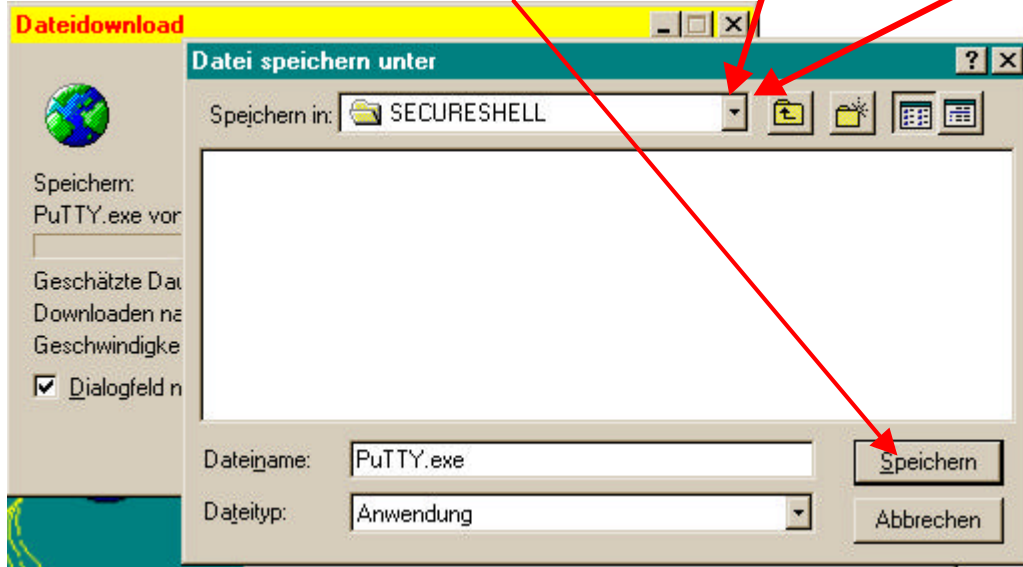 Dateidownload
Datei speichern unter
Speichern in: SECURESHELL
Speichern:
PuTTY.exe von
Geschätzte Dau
Downloaden na
Geschwindigke
Dialogfeld n
Dateiname: PuTTY.exe
Speichern
Dateityp: Anwendung
Abbrechen